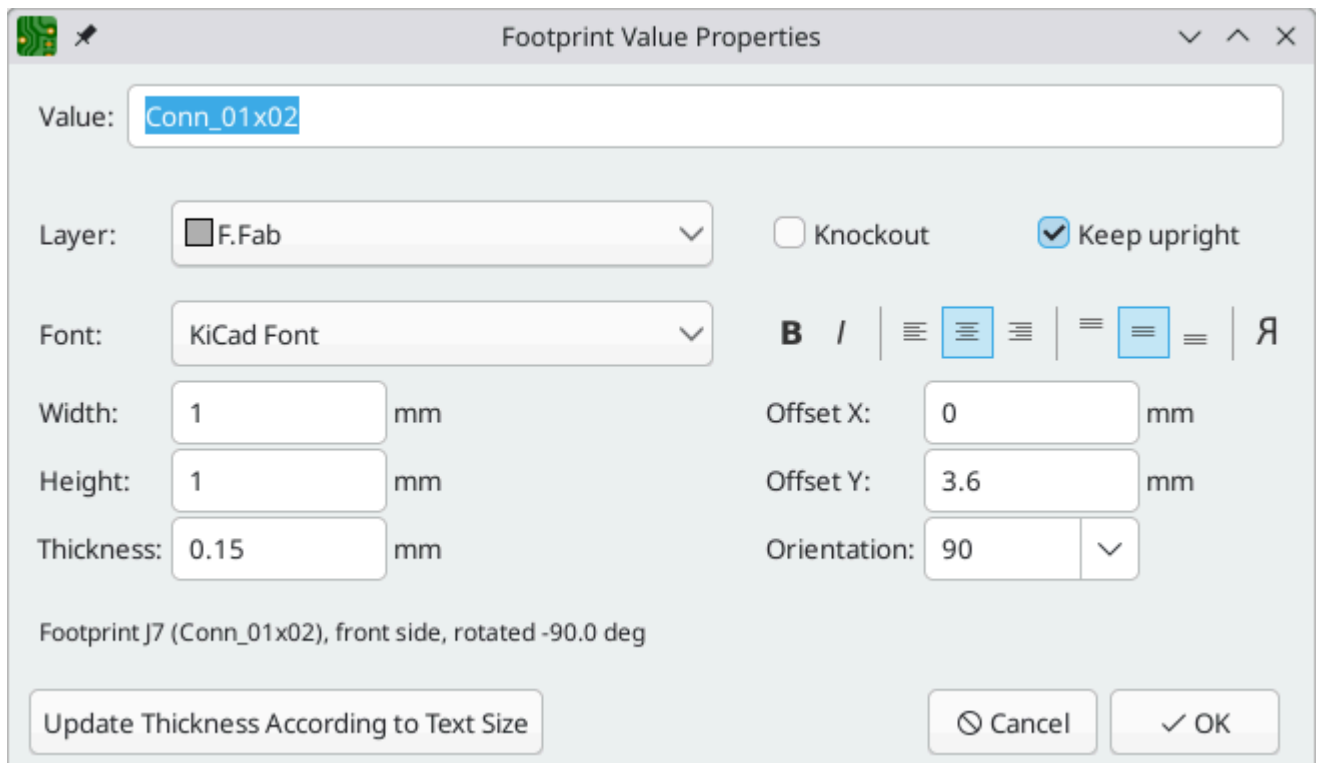 Footprint Value Properties
Value: Conn_01x02
Layer: F.Fab Knockout Keep upright
Font: KiCad Font B I Я
Width: 1 mm Offset X: 0 mm
Height: 1 mm Offset Y: 3.6 mm
Thickness: 0.15 mm Orientation: 90
Footprint J7 (Conn_01x02), front side, rotated -90.0 deg
Update Thickness According to Text Size Cancel OK